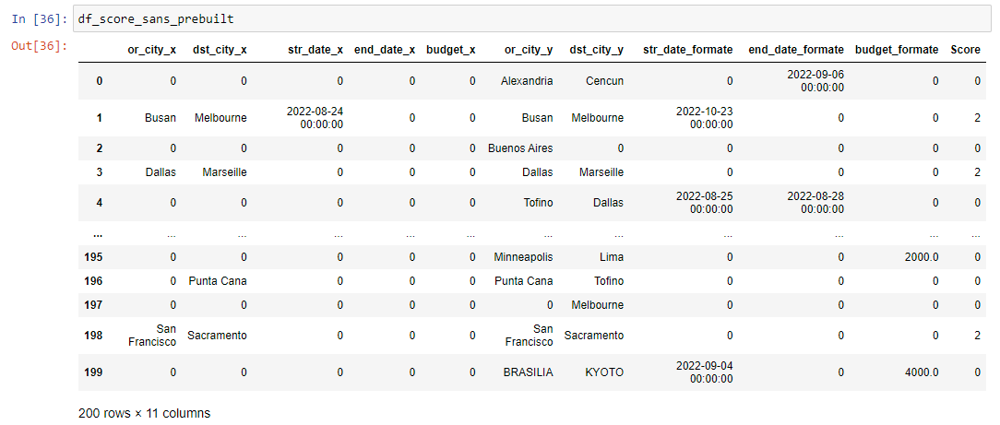 In [36]: df_score_sans_prebuilt
Out[36]:
or_city_x dst_city_x str_date_x end_date_x budget_x or_city_y dst_city_y str_date_formate end_date_formate budget_formate Score
0 0 0 0 0 0 Alexandria Cencun 0 2022-09-06 00:00:00 0 0
1 Busan Melbourne 2022-08-24 00:00:00 0 0 Busan Melbourne 2022-10-23 00:00:00 0 0 2
2 0 0 0 0 0 Buenos Aires 0 0 0 0 0
3 Dallas Marseille 0 0 0 Dallas Marseille 0 0 0 2
4 0 0 0 0 0 Tofino Dallas 2022-08-25 00:00:00 2022-08-28 00:00:00 0 0
... ... ... ... ... ... ... ... ... ... ... ...
195 0 0 0 0 0 Minneapolis Lima 0 0 2000.0 0
196 0 Punta Cana 0 0 0 Punta Cana Tofino 0 0 0 0
197 0 0 0 0 0 0 Melbourne 0 0 0 0
198 San Francisco Sacramento 0 0 0 San Francisco Sacramento 0 0 0 2
199 0 0 0 0 0 BRASILIA KYOTO 2022-09-04 00:00:00 0 4000.0 0
200 rows × 11 columns